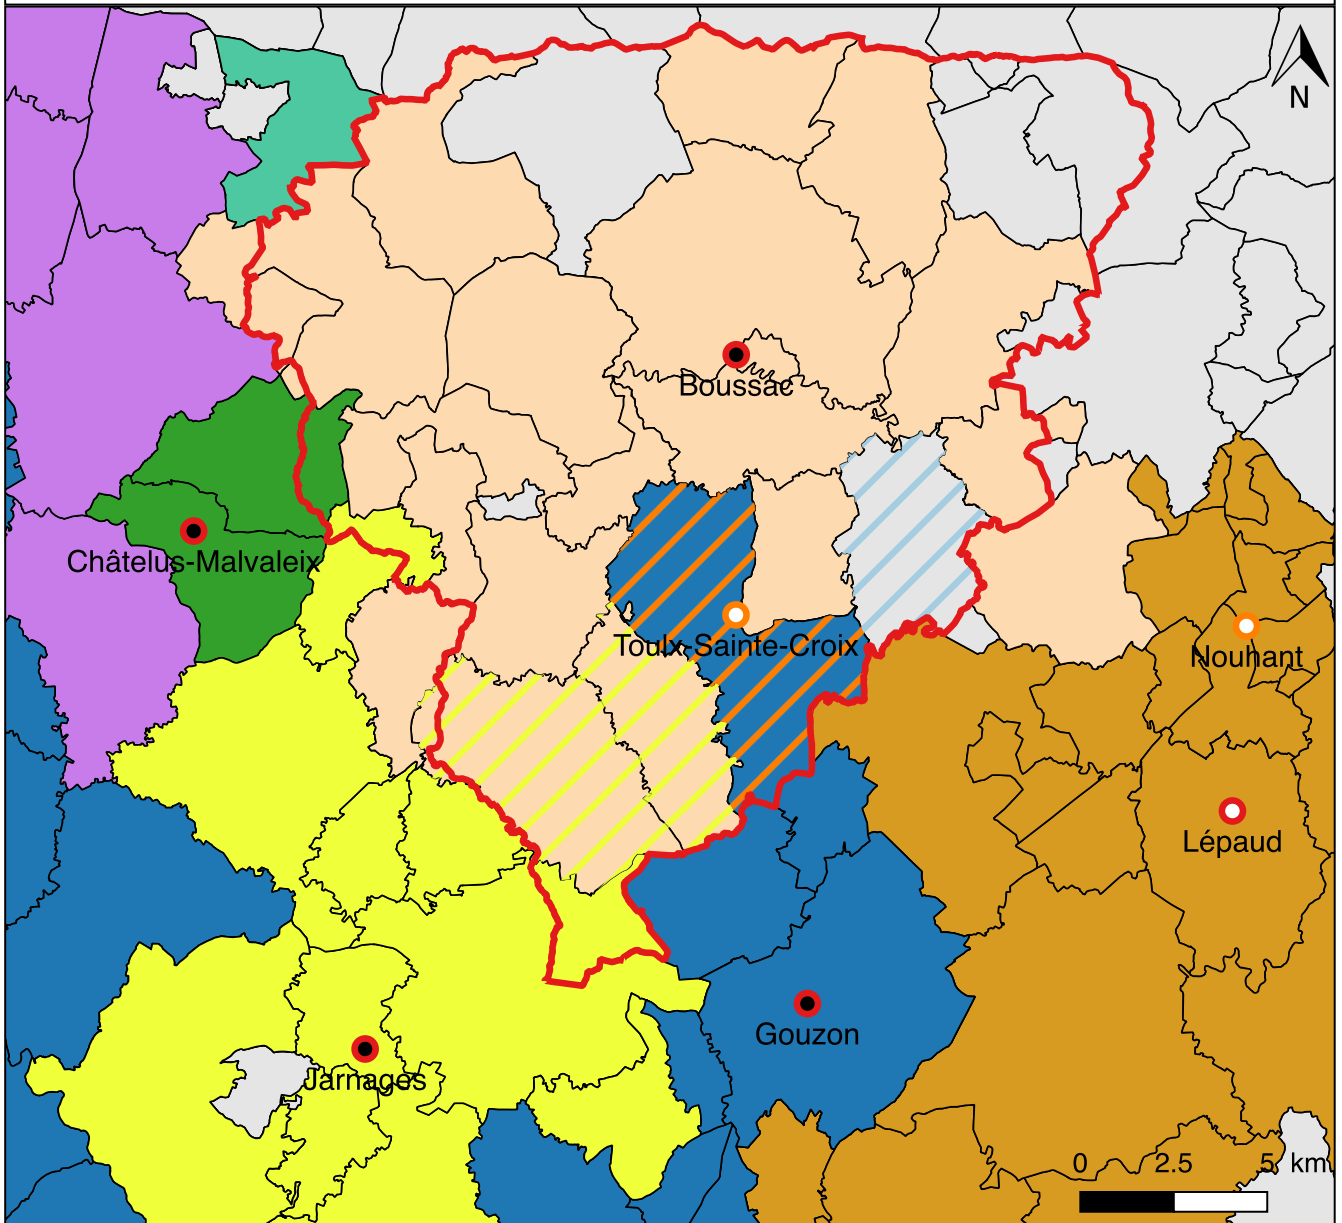 N
Boussac
Châtelus-Malvaleix
Toulx-Sainte-Croix
Nouhant
Lépaud
Gouzon
Jarnages
0 2.5 5 km